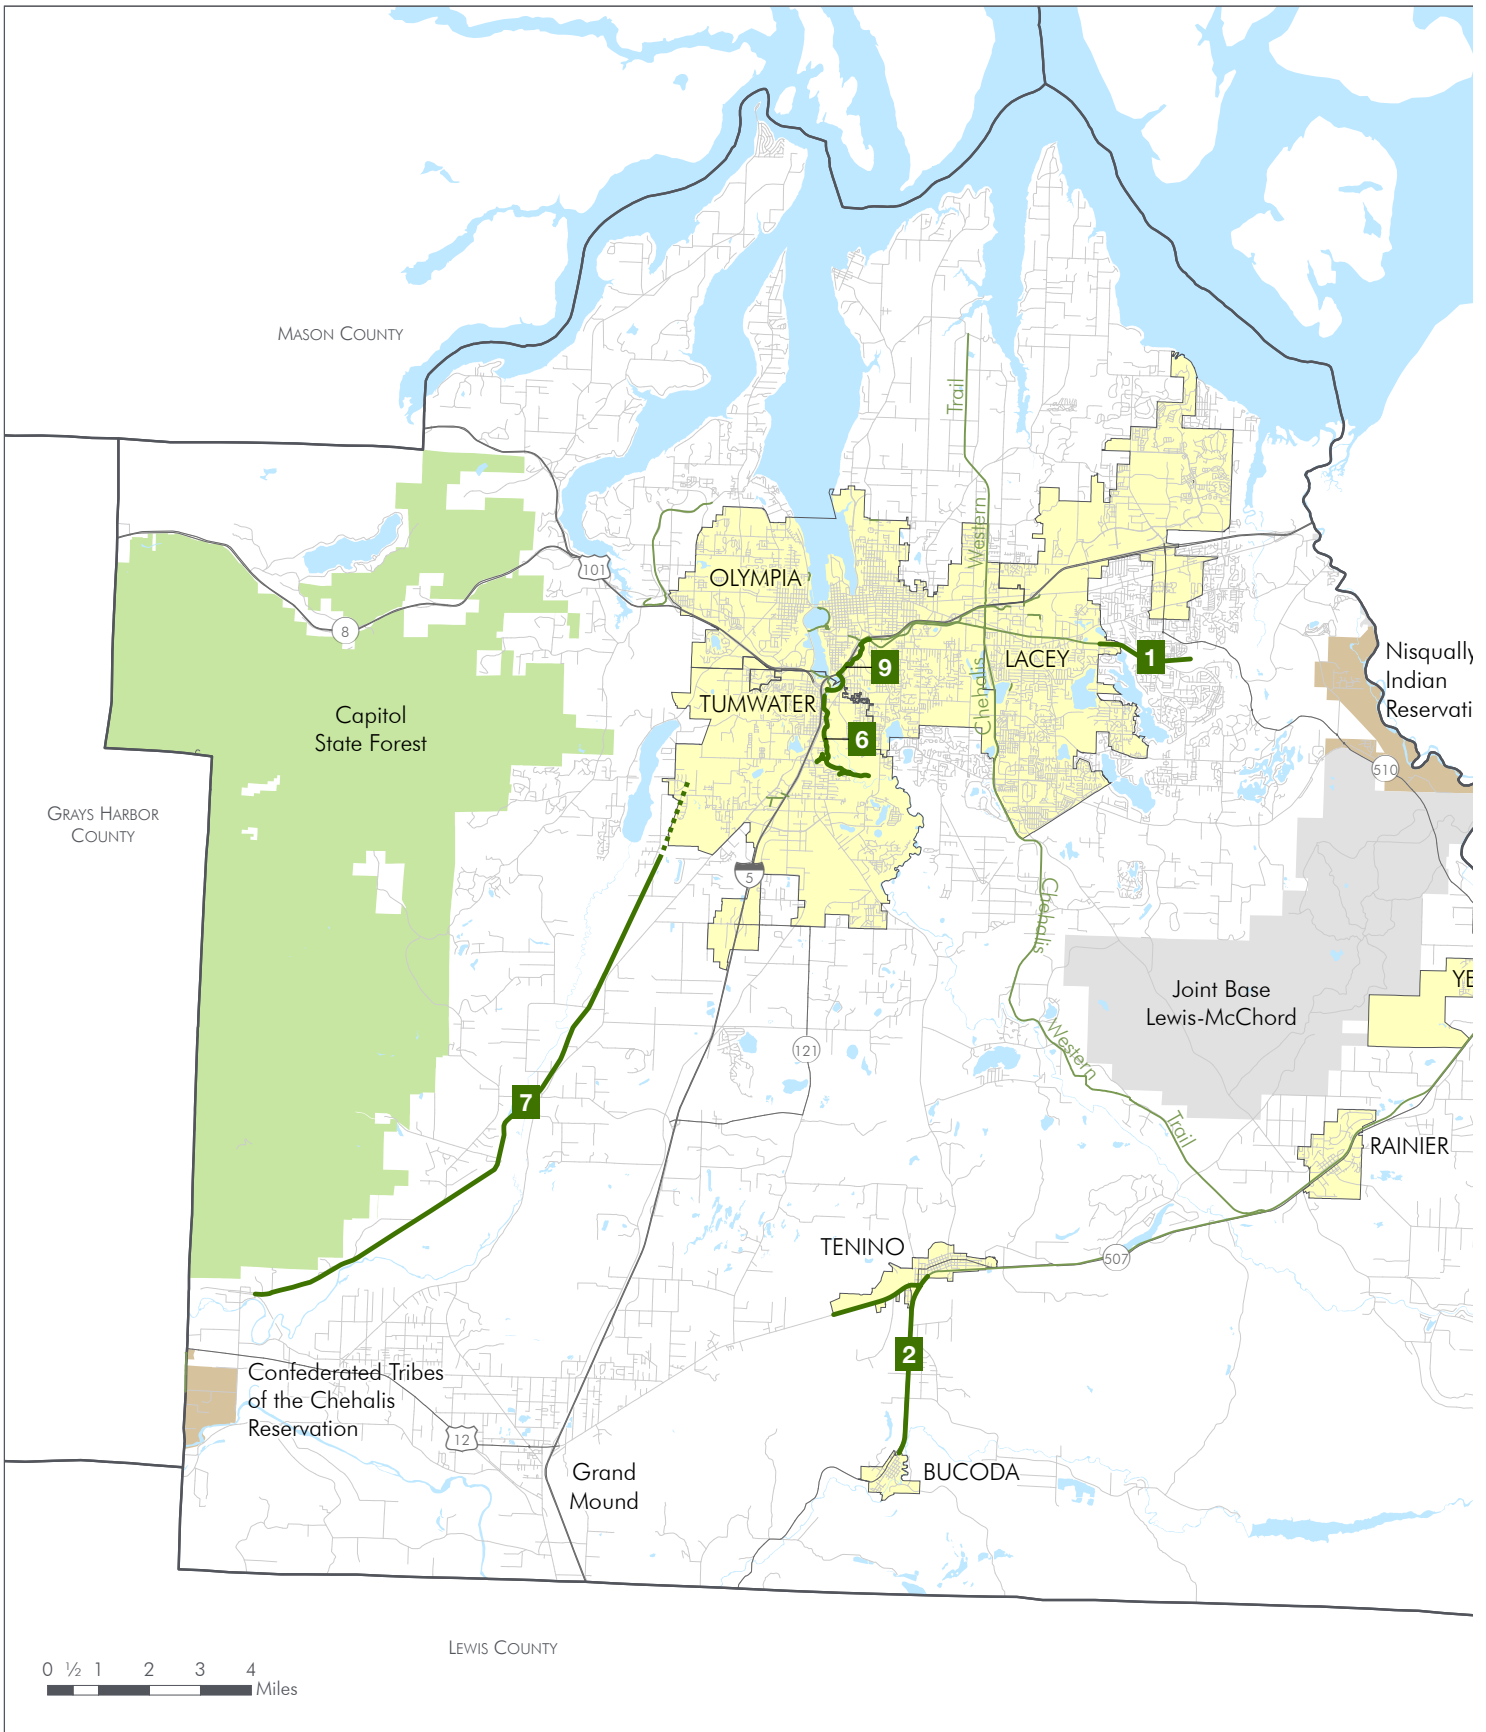 MASON COUNTY
Trail
Western
101
OLYMPIA
8
9
LACEY
1
Nisqually
Indian
Reservati
Capitol
State Forest
TUMWATER
Chehalis
6
510
GRAYS HARBOR
COUNTY
5
Chehalis
YE
Joint Base
Lewis-McChord
121
Western
7
Trail
RAINIER
TENINO
507
2
Confederated Tribes
of the Chehalis
Reservation
12
Grand
Mound
BUCODA
LEWIS COUNTY
0 ½ 1 2 3 4
Miles